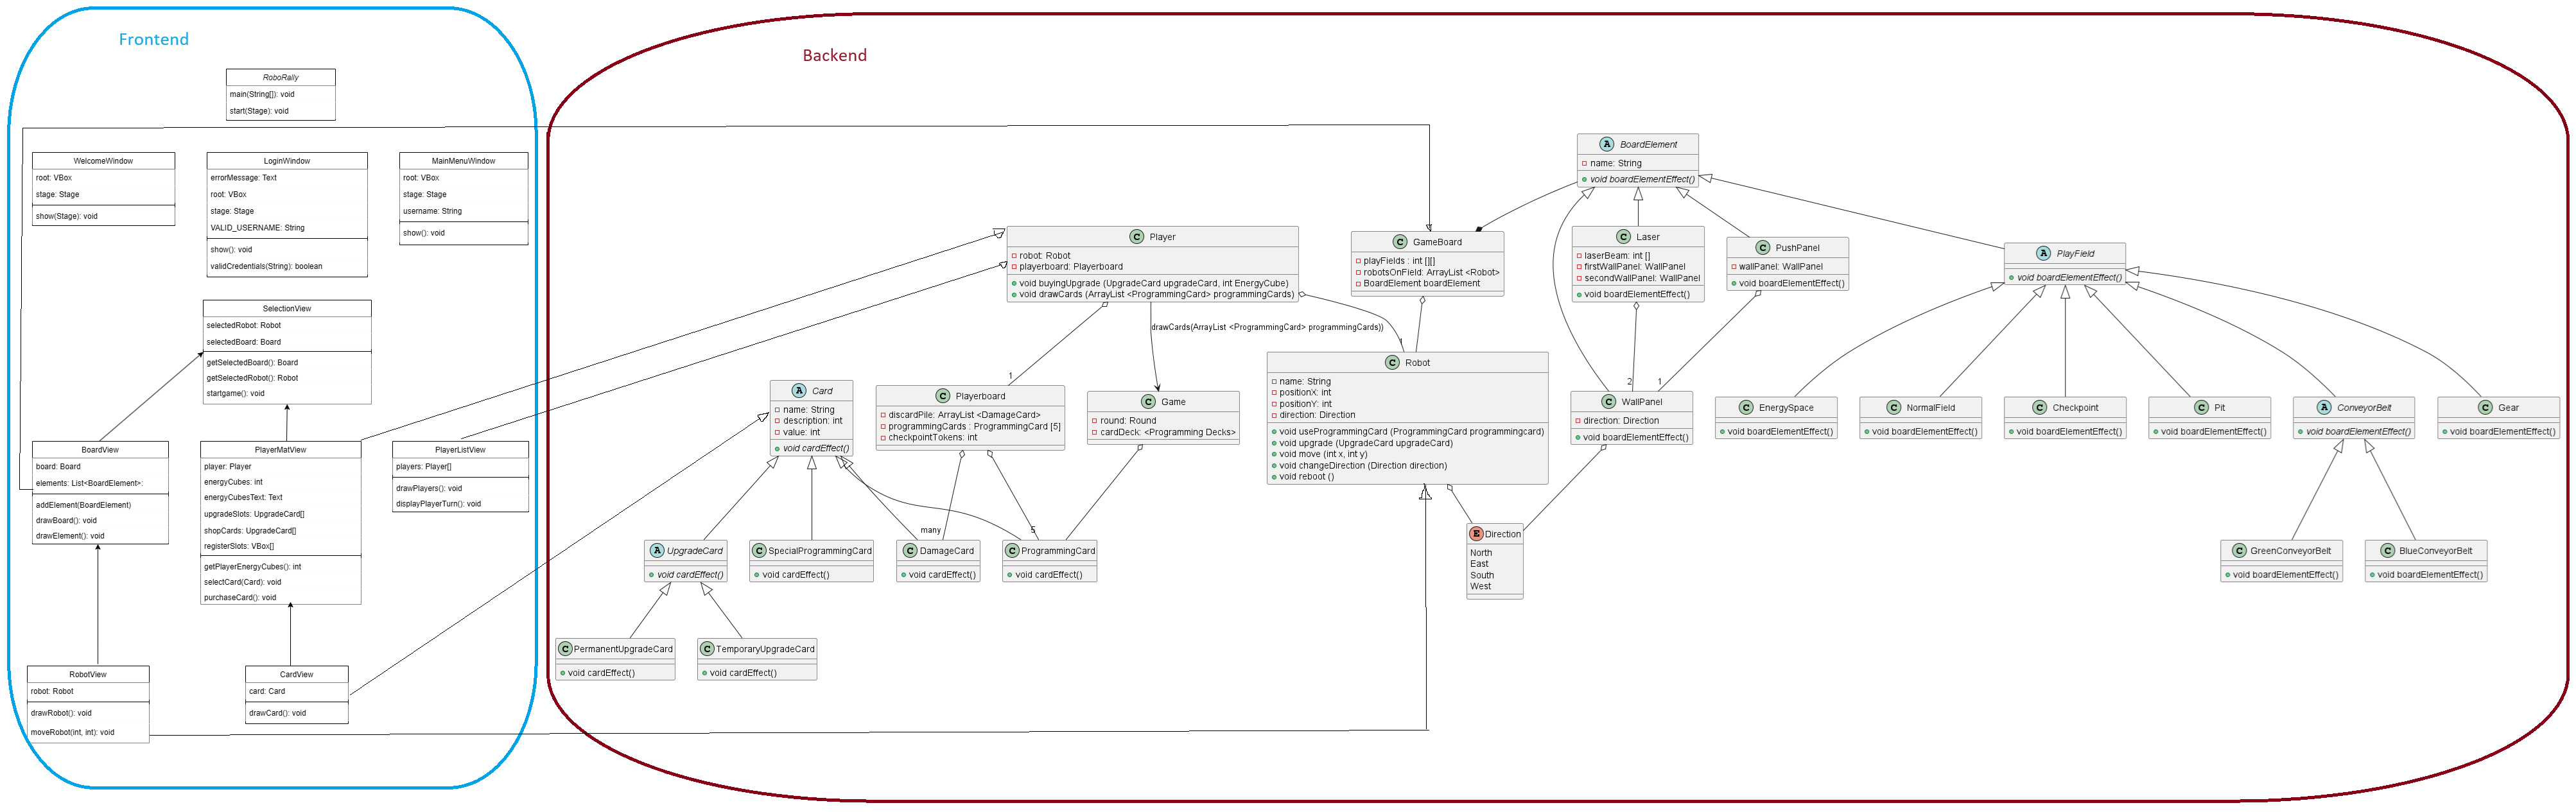 Frontend
RoboRally
main(String[]): void
start(Stage): void
WelcomeWindow
root: VBox
stage: Stage
show(Stage): void
LoginWindow
errorMessage: Text
root: VBox
stage: Stage
VALID_USERNAME: String
show(): void
validCredentials(String): boolean
MainMenuWindow
root: VBox
stage: Stage
username: String
show(): void
SelectionView
selectedRobot: Robot
selectedBoard: Board
getSelectedBoard(): Board
getSelectedRobot(): Robot
startgame(): void
BoardView
board: Board
elements: List<BoardElement>:
addElement(BoardElement)
drawBoard(): void
drawElement(): void
PlayerMatView
player: Player
energyCubes: int
energyCubesText: Text
upgradeSlots: UpgradeCard[]
shopCards: UpgradeCard[]
registerSlots: VBox[]
getPlayerEnergyCubes(): int
selectCard(Card): void
purchaseCard(): void
PlayerListView
players: Player[]
drawPlayers(): void
displayPlayerTurn(): void
RobotView
robot: Robot
drawRobot(): void
moveRobot(int, int): void
CardView
card: Card
drawCard(): void
Backend
A BoardElement
name: String
void boardElementEffect()
C Player
robot: Robot
playerboard: Playerboard
void buyingUpgrade (UpgradeCard upgradeCard, int EnergyCube)
void drawCards (ArrayList <ProgrammingCard> programmingCards)
C GameBoard
playFields : int [][]
robotsOnField: ArrayList <Robot>
BoardElement boardElement
C Laser
laserBeam: int []
firstWallPanel: WallPanel
secondWallPanel: WallPanel
void boardElementEffect()
C PushPanel
wallPanel: WallPanel
void boardElementEffect()
A PlayField
void boardElementEffect()
drawCards(ArrayList <ProgrammingCard> programmingCards))
1
1
2
1
A Card
name: String
description: int
value: int
void cardEffect()
C Playerboard
discardPile: ArrayList <DamageCard>
programmingCards : ProgrammingCard [5]
checkpointTokens: int
C Game
round: Round
cardDeck: <Programming Decks>
C Robot
name: String
positionX: int
positionY: int
direction: Direction
void useProgrammingCard (ProgrammingCard programmingcard)
void upgrade (UpgradeCard upgradeCard)
void move (int x, int y)
void changeDirection (Direction direction)
void reboot ()
C WallPanel
direction: Direction
void boardElementEffect()
C EnergySpace
void boardElementEffect()
C NormalField
void boardElementEffect()
C Checkpoint
void boardElementEffect()
C Pit
void boardElementEffect()
A ConveyorBelt
void boardElementEffect()
C Gear
void boardElementEffect()
many
5
A UpgradeCard
void cardEffect()
C SpecialProgrammingCard
void cardEffect()
C DamageCard
void cardEffect()
C ProgrammingCard
void cardEffect()
E Direction
North
East
South
West
C GreenConveyorBelt
void boardElementEffect()
C BlueConveyorBelt
void boardElementEffect()
C PermanentUpgradeCard
void cardEffect()
C TemporaryUpgradeCard
void cardEffect()